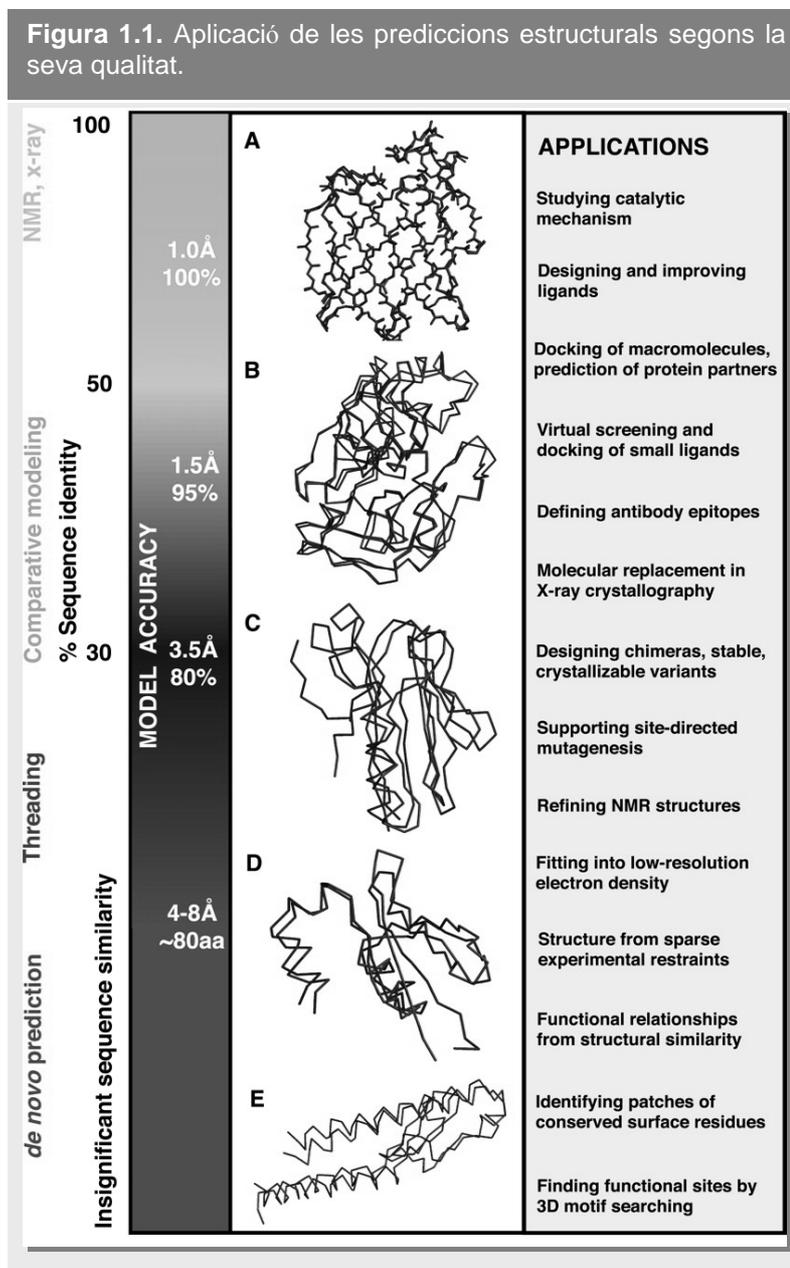 Figura 1.1. Aplicació de les prediccions estructurals segons la
seva qualitat.
NMR, x-ray
Comparative modeling
Threading
de novo prediction
100
50
% Sequence identity
30
Insignificant sequence similarity
MODEL ACCURACY
1.0Å
100%
1.5Å
95%
3.5Å
80%
4-8Å
~80aa
A
B
C
D
E
APPLICATIONS
Studying catalytic
mechanism
Designing and improving
ligands
Docking of macromolecules,
prediction of protein partners
Virtual screening and
docking of small ligands
Defining antibody epitopes
Molecular replacement in
X-ray crystallography
Designing chimeras, stable,
crystallizable variants
Supporting site-directed
mutagenesis
Refining NMR structures
Fitting into low-resolution
electron density
Structure from sparse
experimental restraints
Functional relationships
from structural similarity
Identifying patches of
conserved surface residues
Finding functional sites by
3D motif searching